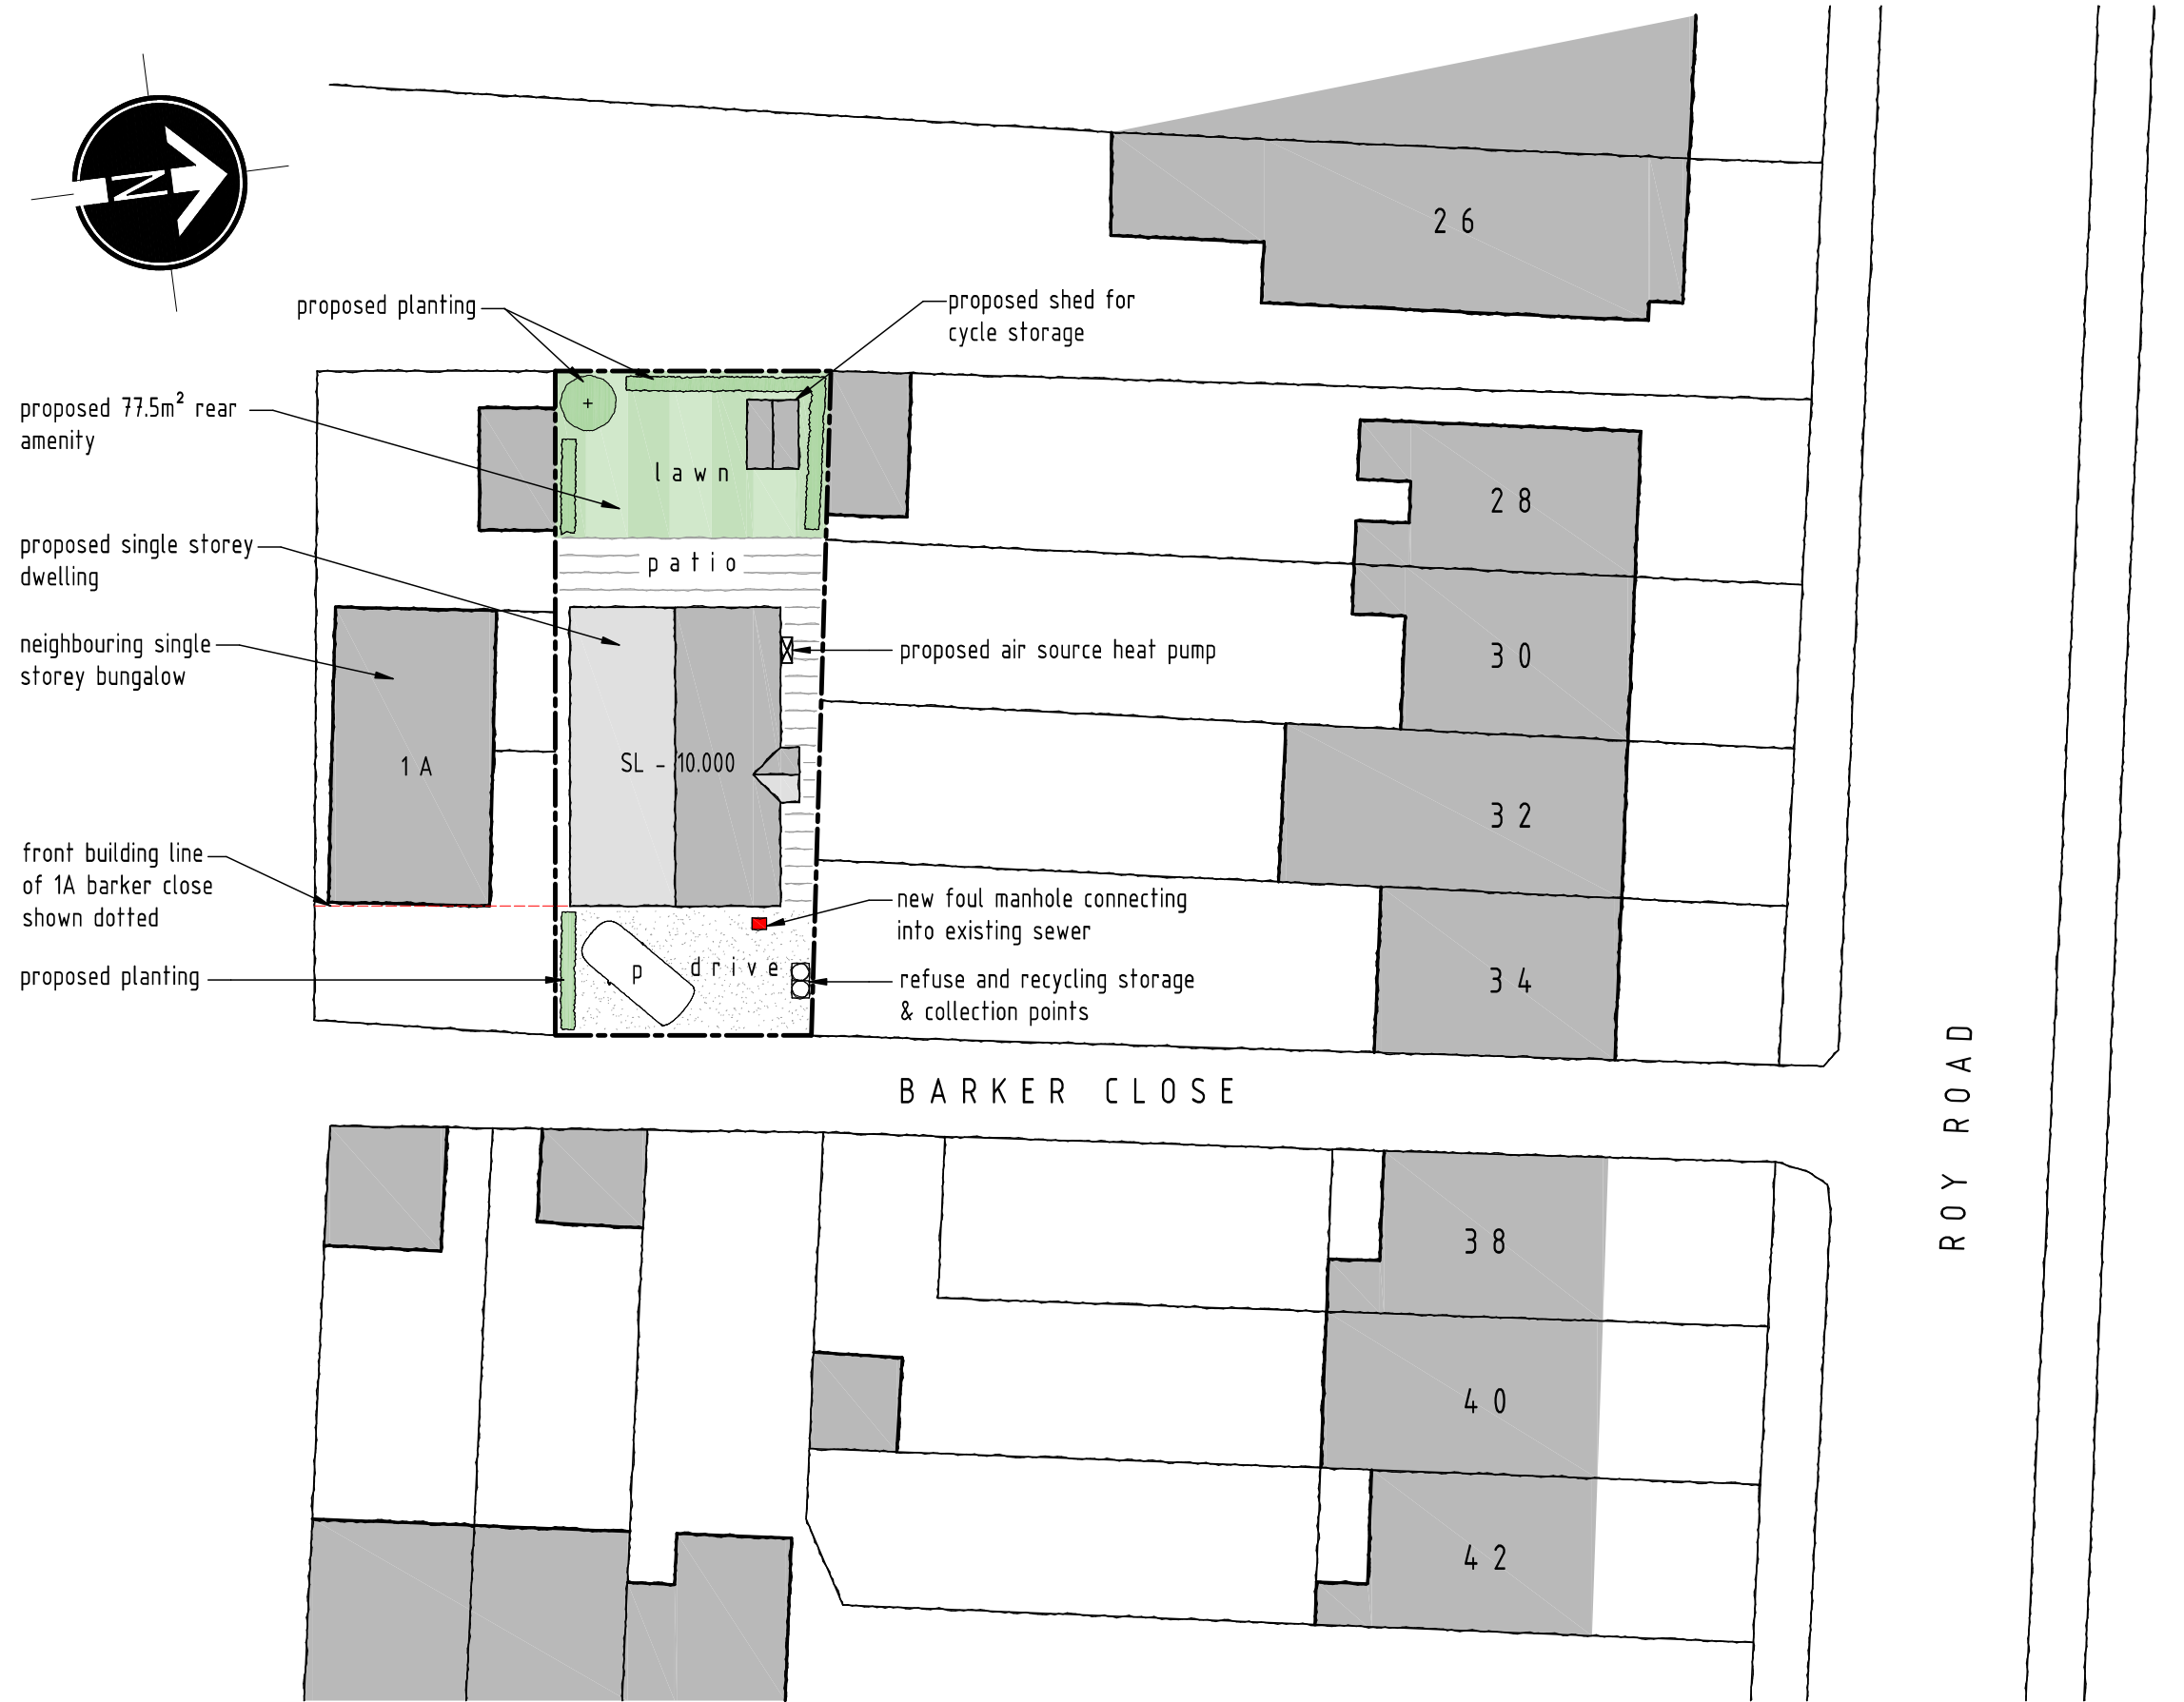 N
26
proposed planting
proposed shed for
cycle storage
proposed 77.5m² rear
amenity
lawn
28
proposed single storey
dwelling
patio
neighbouring single
storey bungalow
proposed air source heat pump
30
1A
SL - 10.000
32
front building line
of 1A barker close
shown dotted
new foul manhole connecting
into existing sewer
proposed planting
p
drive
refuse and recycling storage
& collection points
34
BARKER CLOSE
ROY ROAD
38
40
42